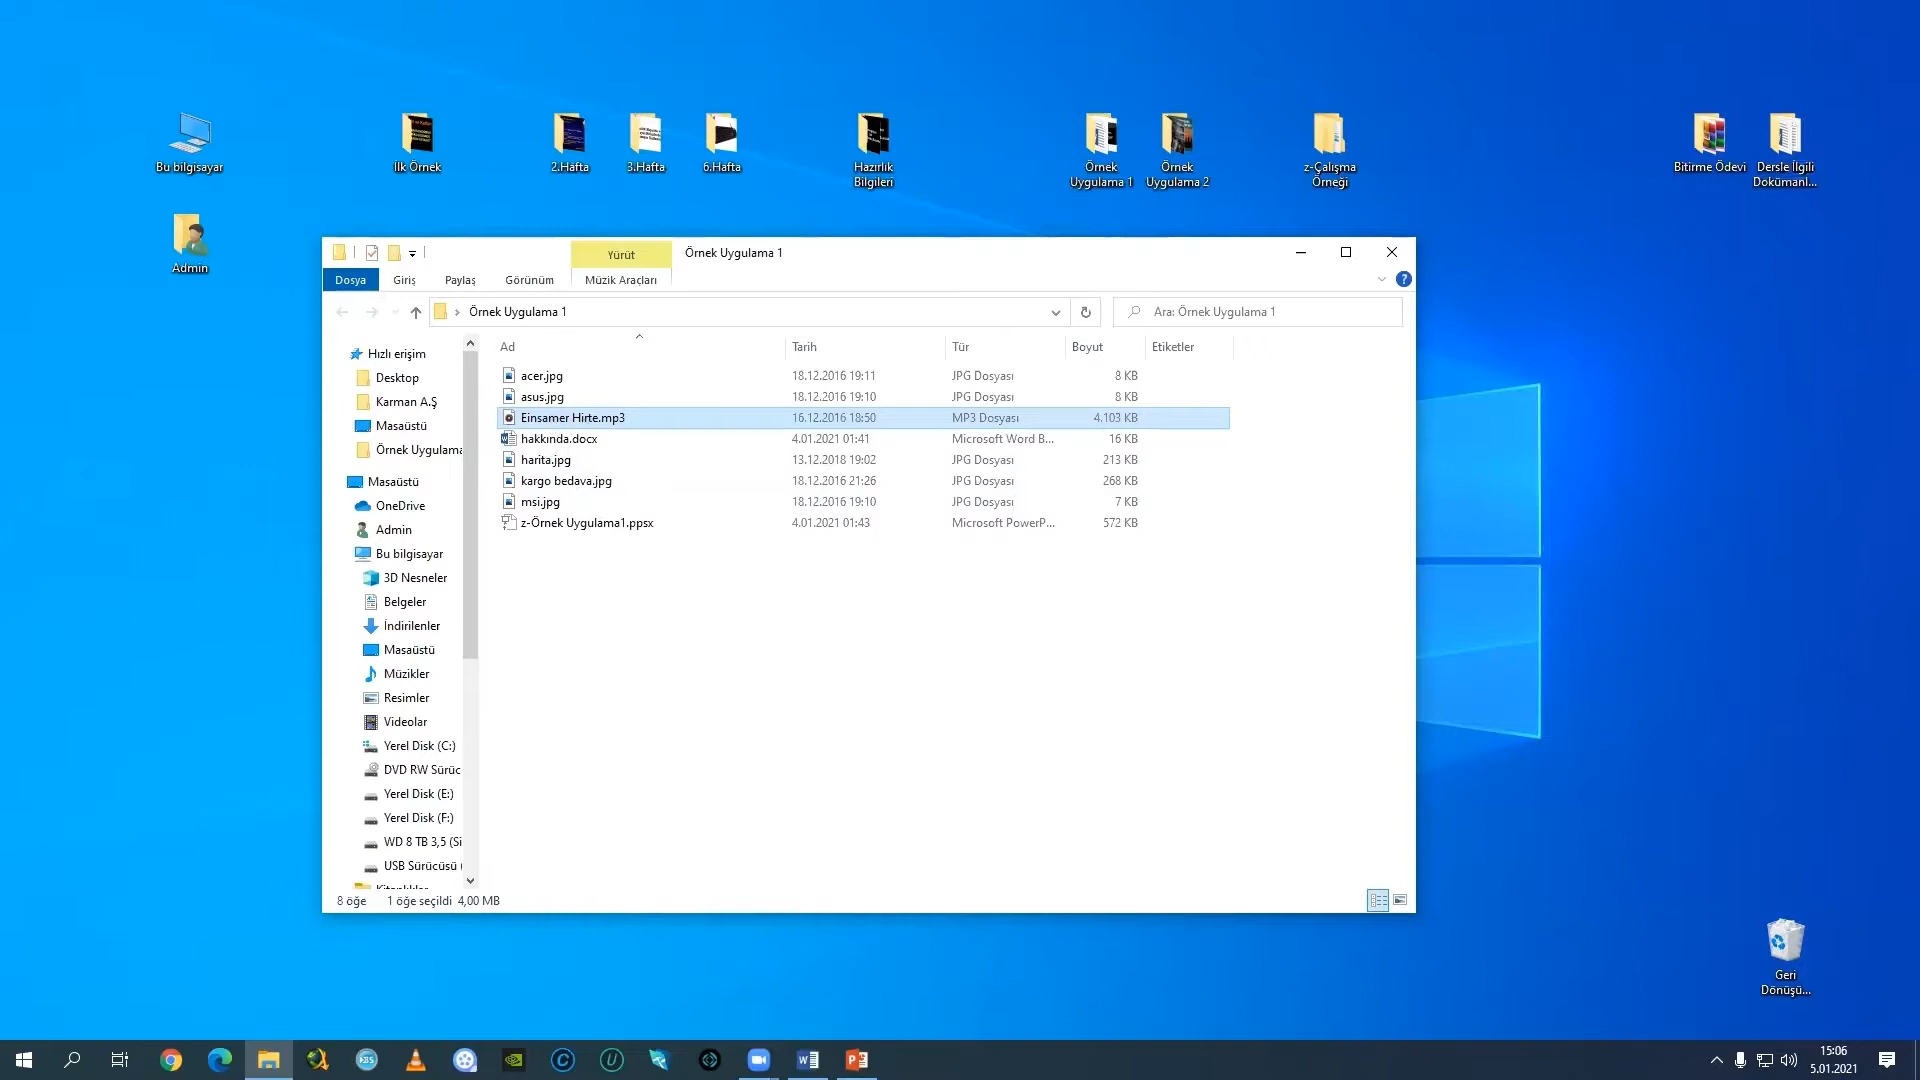 Bu bilgisayar
İlk Örnek
2.Hafta
3.Hafta
6.Hafta
Hazırlık
Bilgileri
Örnek
Uygulama 1
Örnek
Uygulama 2
z-Çalışma
Örneği
Bitirme Ödevi
Dersle İlgili
Dokümanl...
Admin
Yürüt
Örnek Uygulama 1
Dosya
Giriş
Paylaş
Görünüm
Müzik Araçları
Örnek Uygulama 1
Ara: Örnek Uygulama 1
Hızlı erişim
Desktop
Karman A.Ş
Masaüstü
Örnek Uygulama
Masaüstü
OneDrive
Admin
Bu bilgisayar
3D Nesneler
Belgeler
İndirilenler
Masaüstü
Müzikler
Resimler
Videolar
Yerel Disk (C:)
DVD RW Sürüc
Yerel Disk (E:)
Yerel Disk (F:)
WD 8 TB 3,5 (Si
USB Sürücüsü (
Ad Tarih Tür Boyut Etiketler
acer.jpg 18.12.2016 19:11 JPG Dosyası 8 KB
asus.jpg 18.12.2016 19:10 JPG Dosyası 8 KB
Einsamer Hirte.mp3 16.12.2016 18:50 MP3 Dosyası 4.103 KB
hakkında.docx 4.01.2021 01:41 Microsoft Word B... 16 KB
harita.jpg 13.12.2018 19:02 JPG Dosyası 213 KB
kargo bedava.jpg 18.12.2016 21:26 JPG Dosyası 268 KB
msi.jpg 18.12.2016 19:10 JPG Dosyası 7 KB
z-Örnek Uygulama1.ppsx 4.01.2021 01:43 Microsoft PowerP... 572 KB
8 öğe 1 öğe seçildi 4,00 MB
Geri
Dönüşü...
15:06
5.01.2021